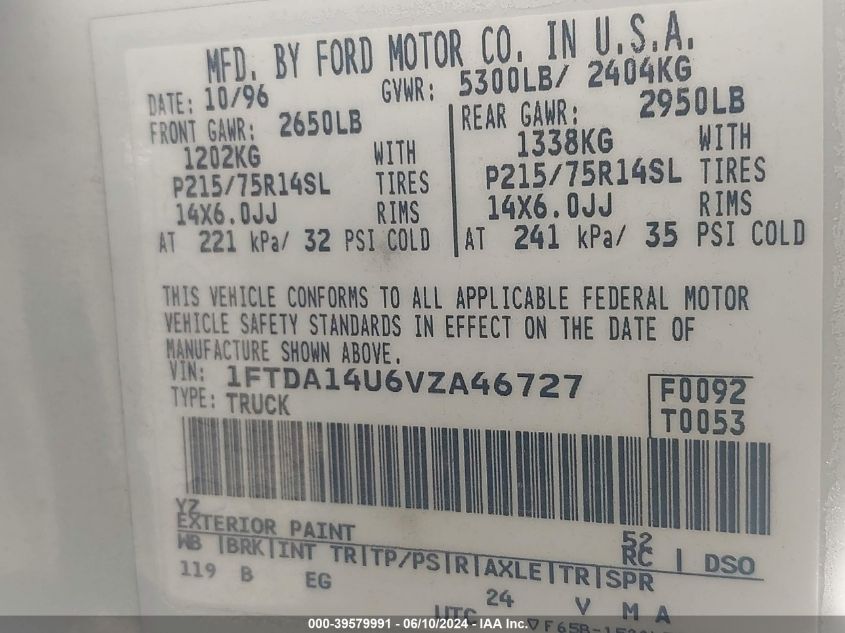 MFD. BY FORD MOTOR CO. IN U.S.A.
DATE: 10/96 GVWR: 5300LB/ 2404KG
FRONT GAWR: 2650LB REAR GAWR: 2950LB
1202KG WITH 1338KG WITH
P215/75R14SL TIRES P215/75R14SL TIRES
14X6.0JJ RIMS 14X6.0JJ RIMS
AT 221 kPa/ 32 PSI COLD AT 241 kPa/ 35 PSI COLD
THIS VEHICLE CONFORMS TO ALL APPLICABLE FEDERAL MOTOR
VEHICLE SAFETY STANDARDS IN EFFECT ON THE DATE OF
MANUFACTURE SHOWN ABOVE.
VIN: 1FTDA14U6VZA46727 F0092
TYPE: TRUCK T0053
YZ
EXTERIOR PAINT 52
WB BRK INT TR TP/PS R AXLE TR SPR RC DSO
119 B EG 24 V M A
UTC ▽F65B-
000-39579991 - 06/10/2024 - IAA Inc.